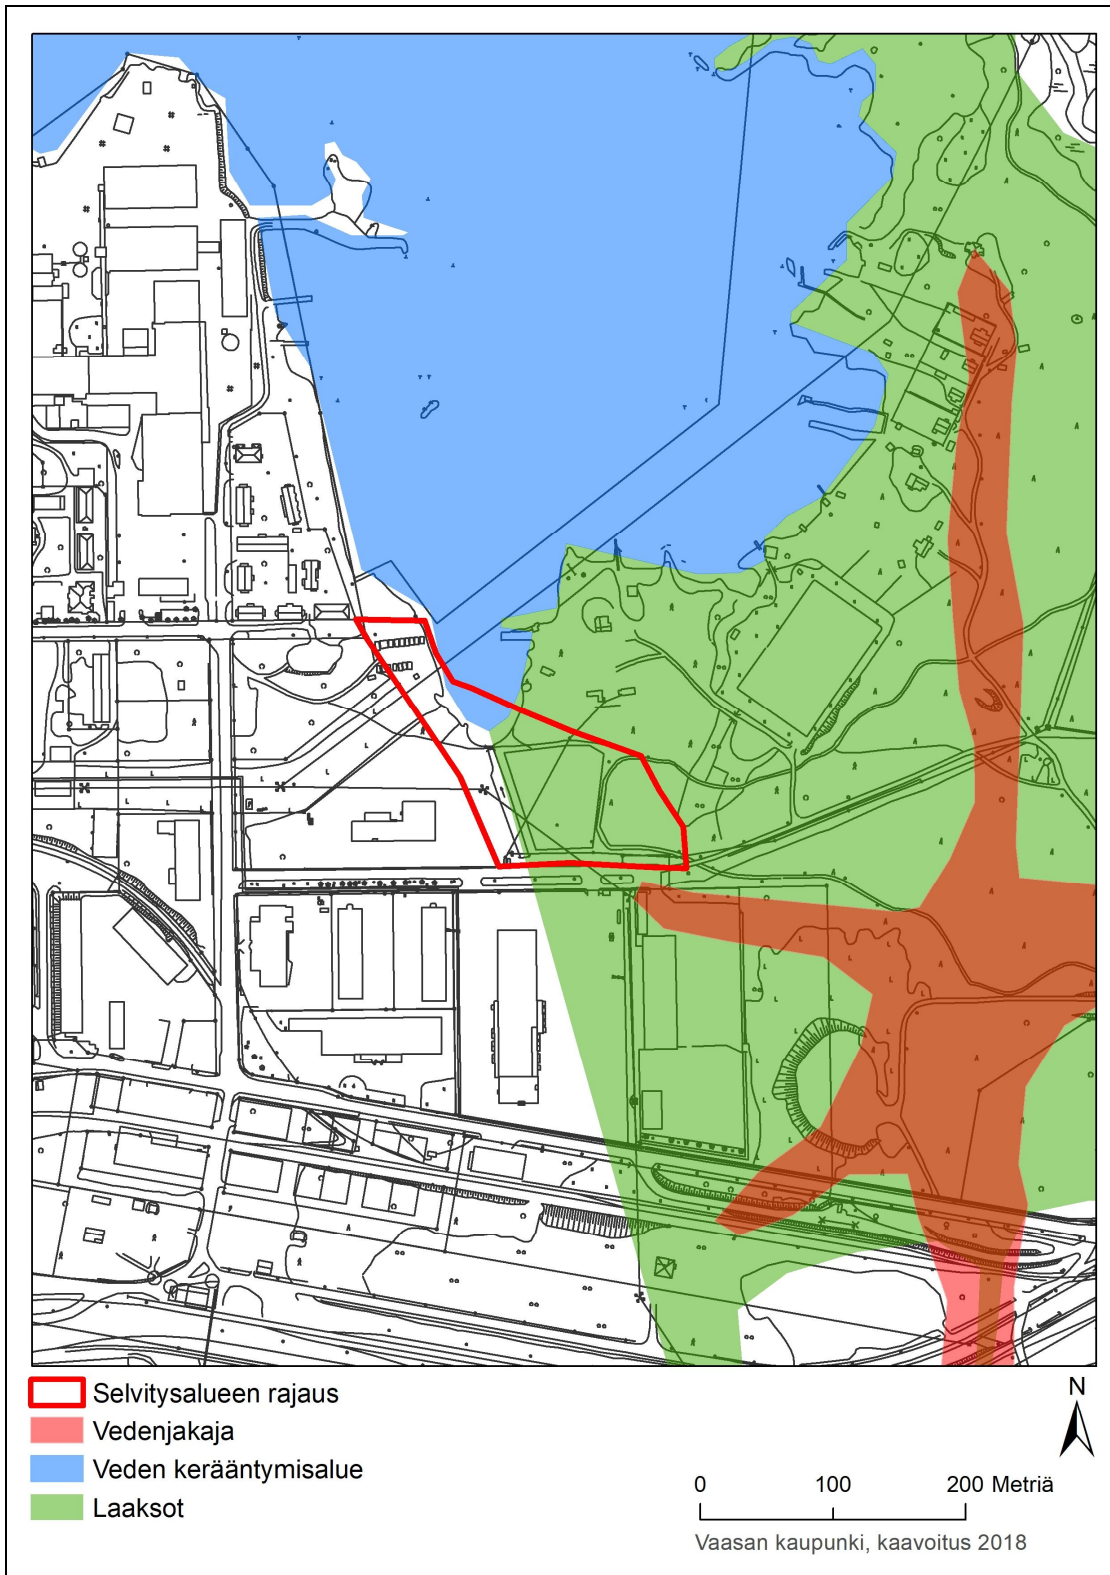 Selvitysalueen rajaus
Vedenjakaja
Veden kerääntymisalue
Laaksot
N
0 100 200 Metriä
Vaasan kaupunki, kaavoitus 2018